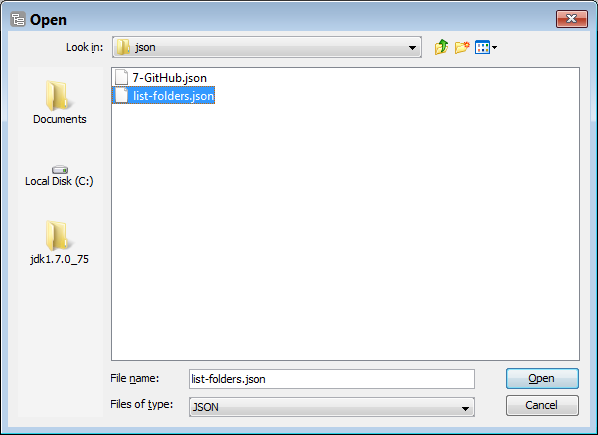 Open
Look in: json
7-GitHub.json
list-folders.json
Documents
Local Disk (C:)
jdk1.7.0_75
File name: list-folders.json
Open
Files of type: JSON
Cancel